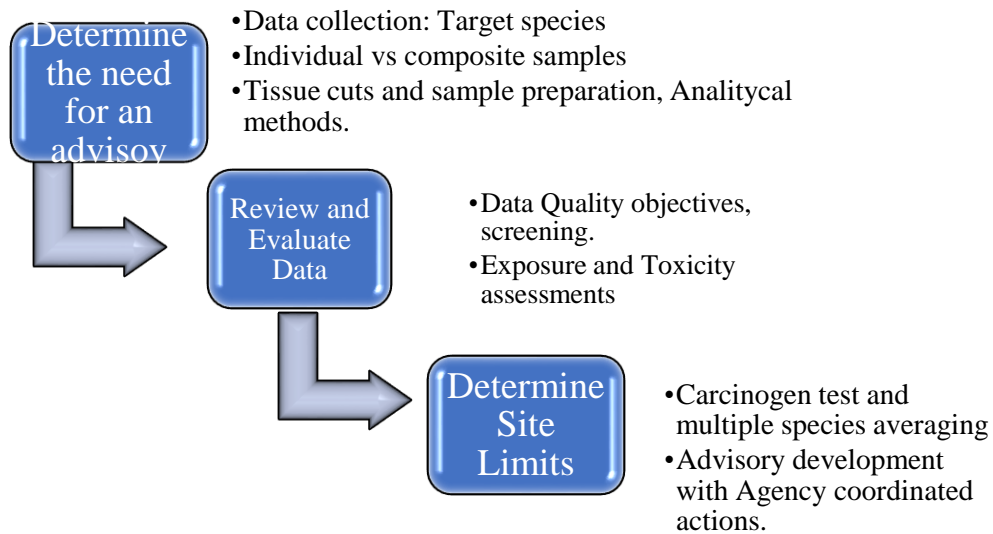 Determine
the need
for an
advisoy
•Data collection: Target species
•Individual vs composite samples
•Tissue cuts and sample preparation, Analitycal
methods.
Review and
Evaluate
Data
•Data Quality objectives,
screening.
•Exposure and Toxicity
assessments
Determine
Site
Limits
•Carcinogen test and
multiple species averaging
•Advisory development
with Agency coordinated
actions.